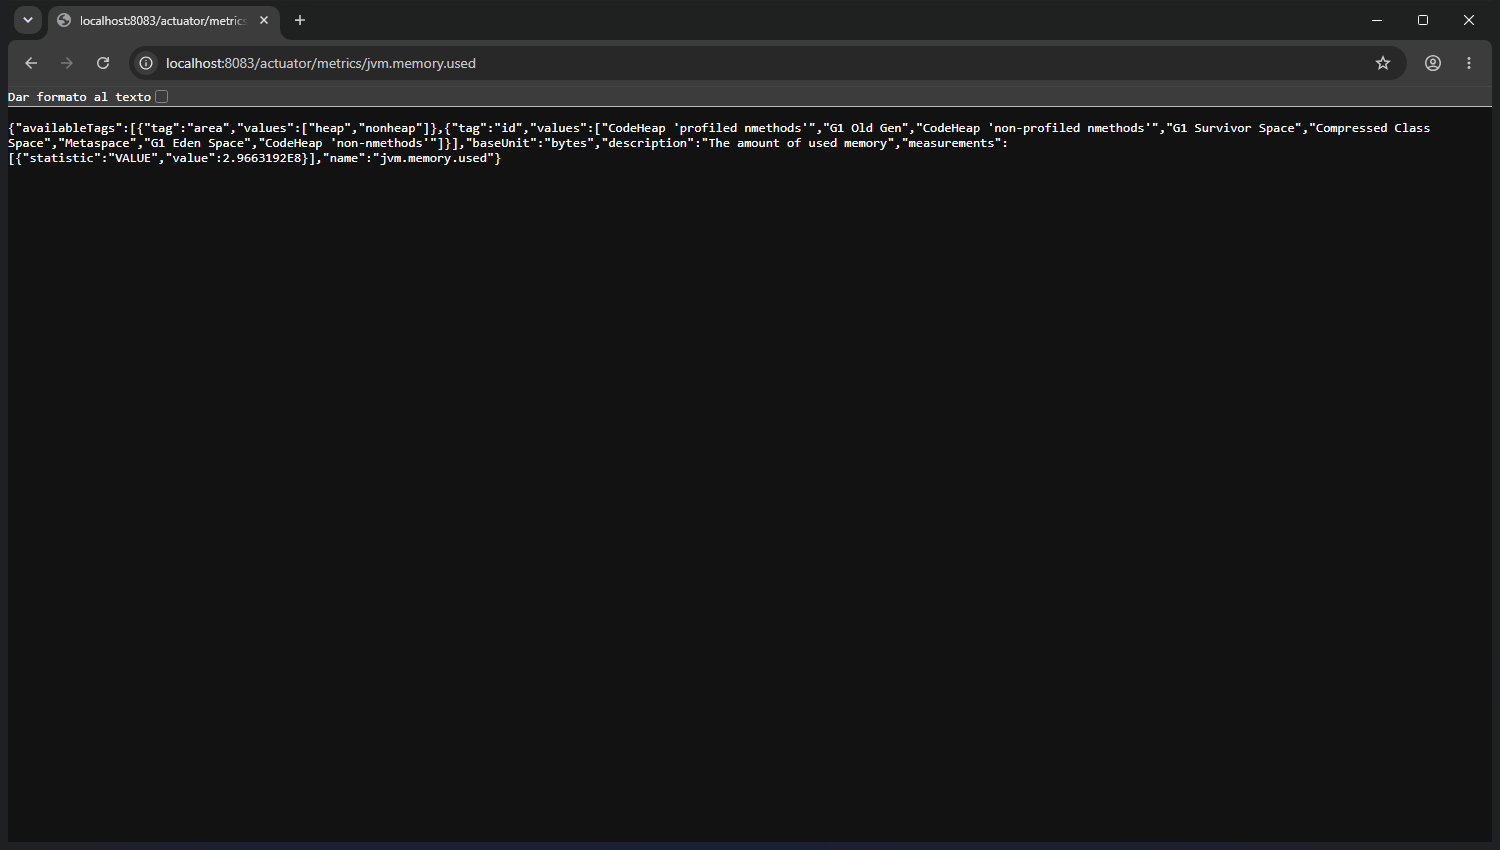 localhost:8083/actuator/metrics
localhost:8083/actuator/metrics/jvm.memory.used
Dar formato al texto
{"availableTags":[{"tag":"area","values":["heap","nonheap"]},{"tag":"id","values":["CodeHeap 'profiled nmethods'","G1 Old Gen","CodeHeap 'non-profiled nmethods'","G1 Survivor Space","Compressed Class
Space","Metaspace","G1 Eden Space","CodeHeap 'non-nmethods'"]}],"baseUnit":"bytes","description":"The amount of used memory","measurements":
[{"statistic":"VALUE","value":2.9663192E8}],"name":"jvm.memory.used"}